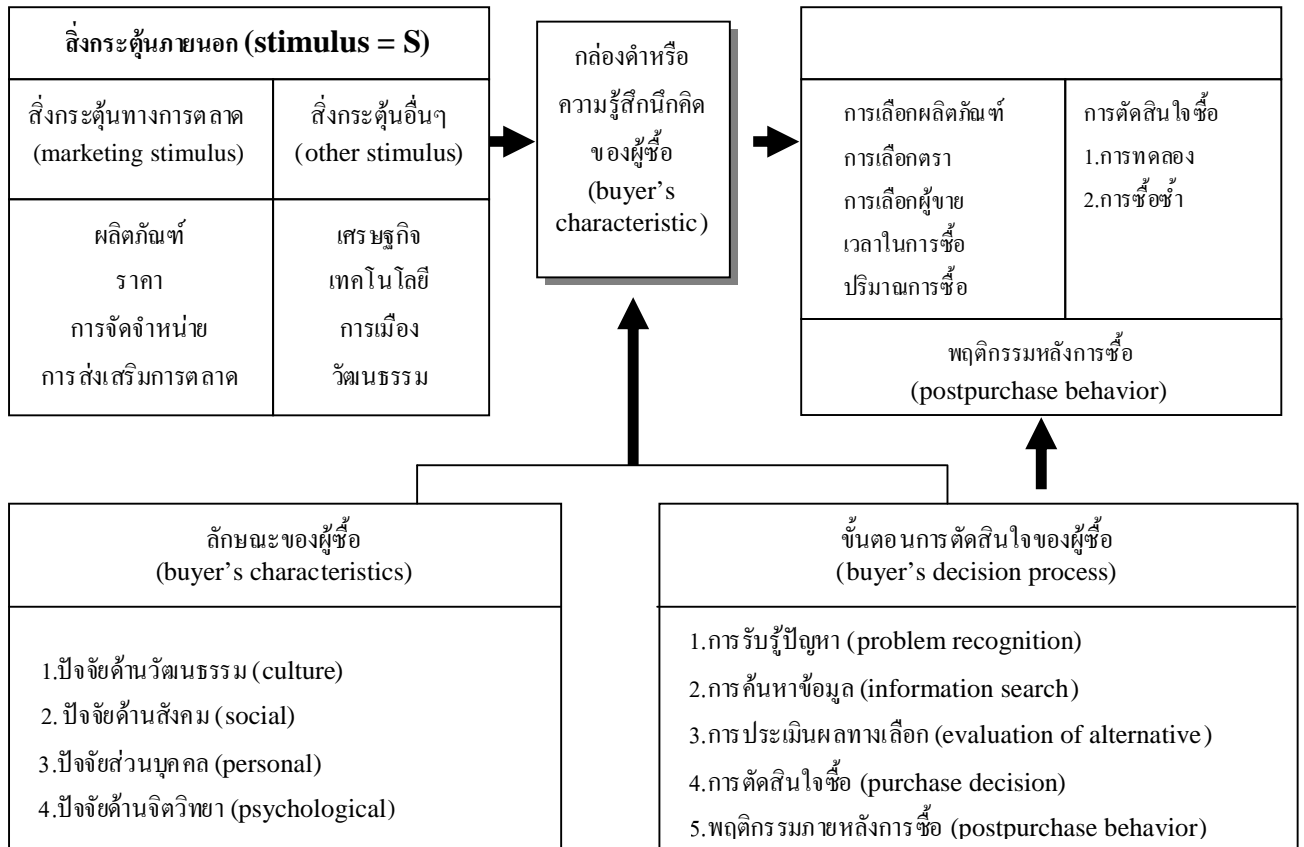 สิ่งกระตุ้นภายนอก (stimulus = S)
สิ่งกระตุ้นทางการตลาด
(marketing stimulus)
สิ่งกระตุ้นอื่นๆ
(other stimulus)
ผลิตภัณฑ์
ราคา
การจัดจำหน่าย
การส่งเสริมการตลาด
เศรษฐกิจ
เทคโนโลยี
การเมือง
วัฒนธรรม
กล่องดำหรือ
ความรู้สึกนึกคิด
ของผู้ซื้อ
(buyer’s
characteristic)
การเลือกผลิตภัณฑ์
การเลือกตรา
การเลือกผู้ขาย
เวลาในการซื้อ
ปริมาณการซื้อ
การตัดสินใจซื้อ
1.การทดลอง
2.การซื้อซ้ำ
พฤติกรรมหลังการซื้อ
(postpurchase behavior)
ลักษณะของผู้ซื้อ
(buyer’s characteristics)
1.ปัจจัยด้านวัฒนธรรม (culture)
2. ปัจจัยด้านสังคม (social)
3.ปัจจัยส่วนบุคคล (personal)
4.ปัจจัยด้านจิตวิทยา (psychological)
ขั้นตอนการตัดสินใจของผู้ซื้อ
(buyer’s decision process)
1.การรับรู้ปัญหา (problem recognition)
2.การค้นหาข้อมูล (information search)
3.การประเมินผลทางเลือก (evaluation of alternative)
4.การตัดสินใจซื้อ (purchase decision)
5.พฤติกรรมภายหลังการซื้อ (postpurchase behavior)